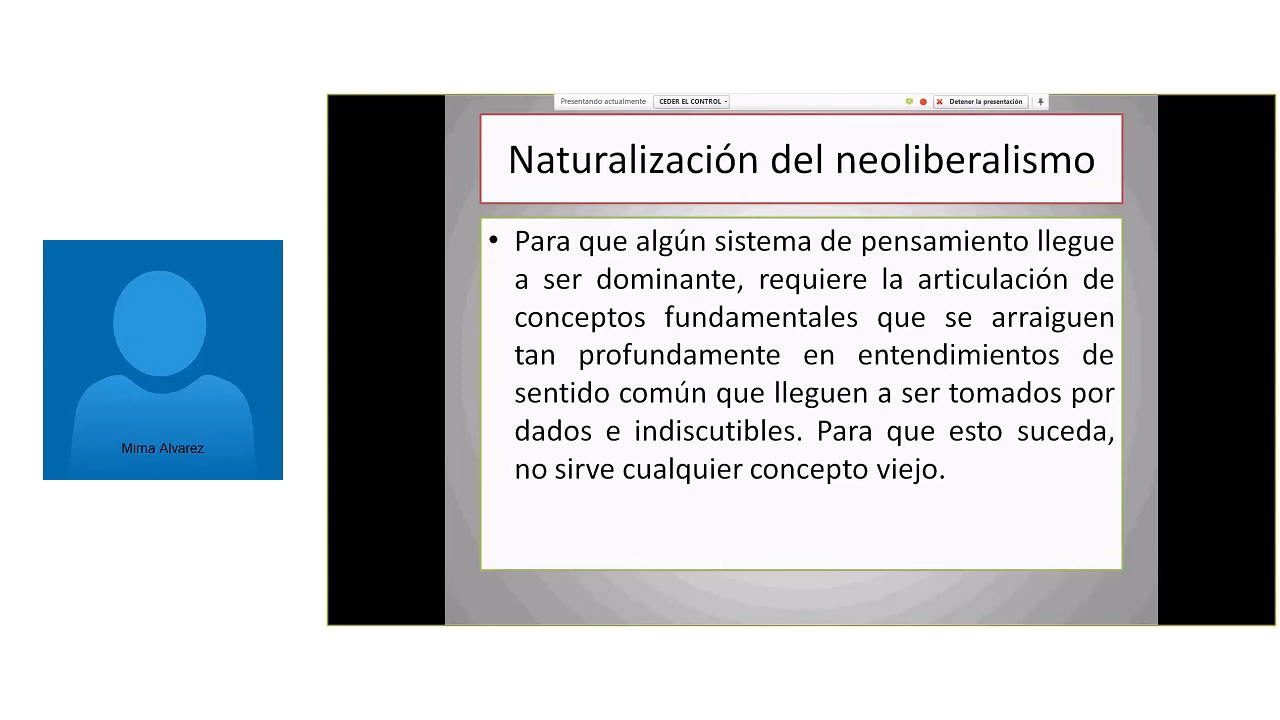 Presentando actualmente CEDER EL CONTROL Detener la presentación
Naturalización del neoliberalismo
• Para que algún sistema de pensamiento llegue
a ser dominante, requiere la articulación de
conceptos fundamentales que se arraiguen
tan profundamente en entendimientos de
sentido común que lleguen a ser tomados por
dados e indiscutibles. Para que esto suceda,
no sirve cualquier concepto viejo.
Mirna Alvarez